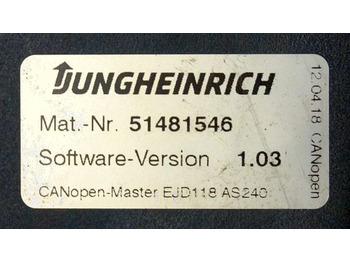 JUNGHEINRICH
Mat.-Nr. 51481546
Software-Version 1.03
CANopen-Master EJD118 AS240
12.04.18 CANopen